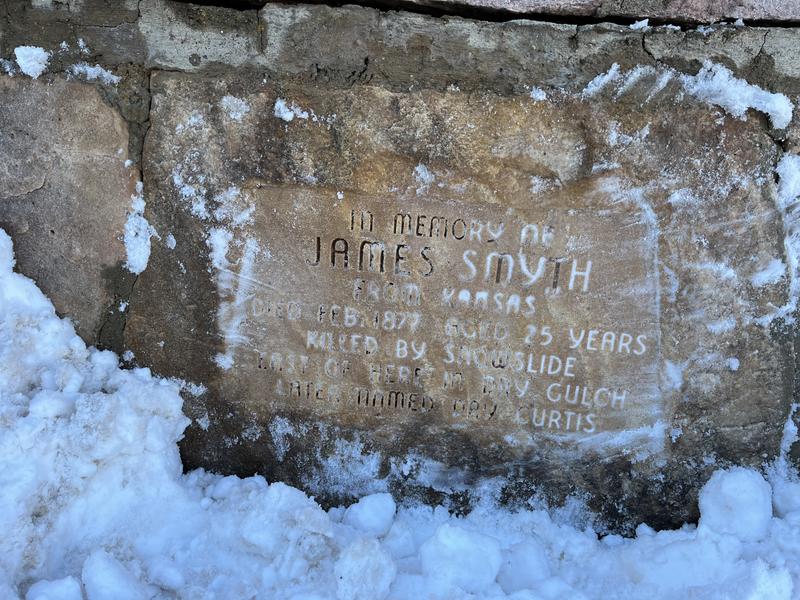 IN MEMORY OF
JAMES SMYTH
FROM KANSAS
DIED FEB. 1877 AGED 25 YEARS
KILLED BY SNOWSLIDE
EAST OF HERE IN DRY GULCH
LATER NAMED DRY CURTIS